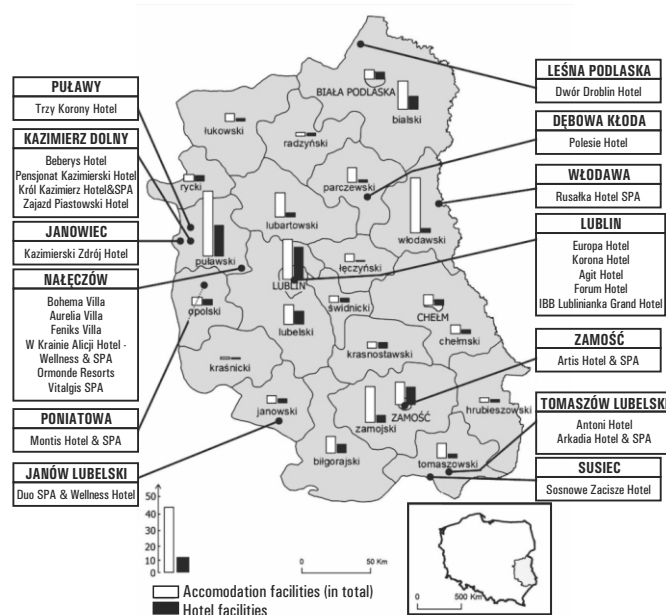 PUŁAWY
Trzy Korony Hotel
KAZIMIERZ DOLNY
Beberys Hotel
Pensjonat Kazimierski Hotel
Król Kazimierz Hotel&SPA
Zajazd Piastowski Hotel
JANOWIEC
Kazimierski Zdrój Hotel
NAŁĘCZÓW
Bohema Villa
Aurelia Villa
Feniks Villa
W Krainie Alicji Hotel -
Wellness & SPA
Ormonde Resorts
Vitalgis SPA
PONIATOWA
Montis Hotel & SPA
JANÓW LUBELSKI
Duo SPA & Wellness Hotel
BIAŁA PODLASKA
bialski
łukowski
radzyński
parczewski
rycki
lubartowski
włodawski
puławski
łęczyński
LUBLIN
opolski
świdnicki
CHEŁM
lubelski
chełmski
krasnostawski
kraśnicki
janowski
zamojski
ZAMOŚĆ
hrubieszowski
biłgorajski
tomaszowski
LEŚNA PODLASKA
Dwór Droblin Hotel
DĘBOWA KŁODA
Polesie Hotel
WŁODAWA
Rusałka Hotel SPA
LUBLIN
Europa Hotel
Korona Hotel
Agit Hotel
Forum Hotel
IBB Lublinianka Grand Hotel
ZAMOŚĆ
Artis Hotel & SPA
TOMASZÓW LUBELSKI
Antoni Hotel
Arkadia Hotel & SPA
SUSIEC
Sosnowe Zacisze Hotel
50
40
30
20
10
0
0 50 Km
Accomodation facilities (in total)
Hotel facilities
0 500 Km